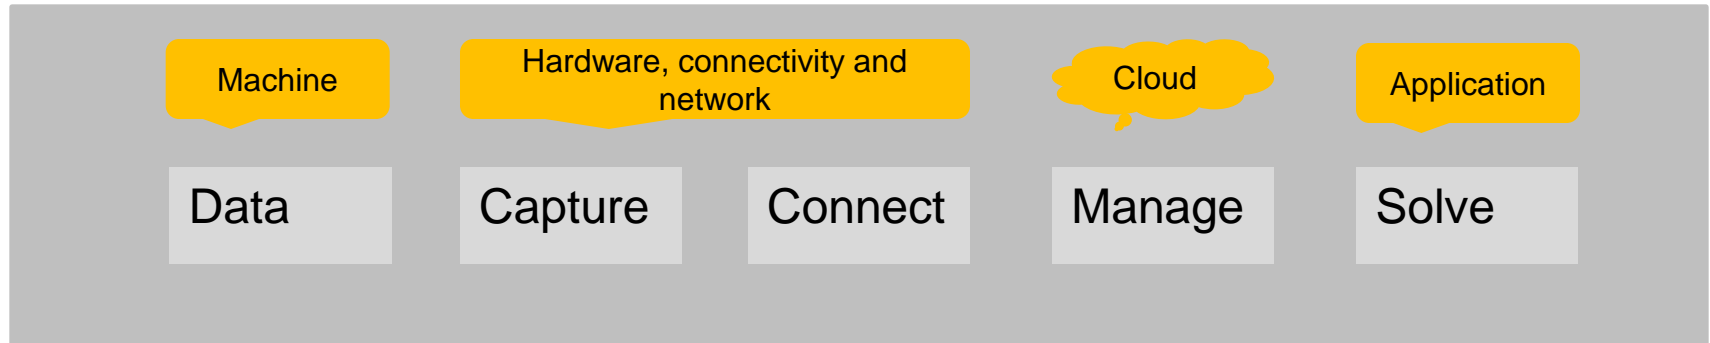 Machine
Hardware, connectivity and
network
Cloud
Application
Data
Capture
Connect
Manage
Solve